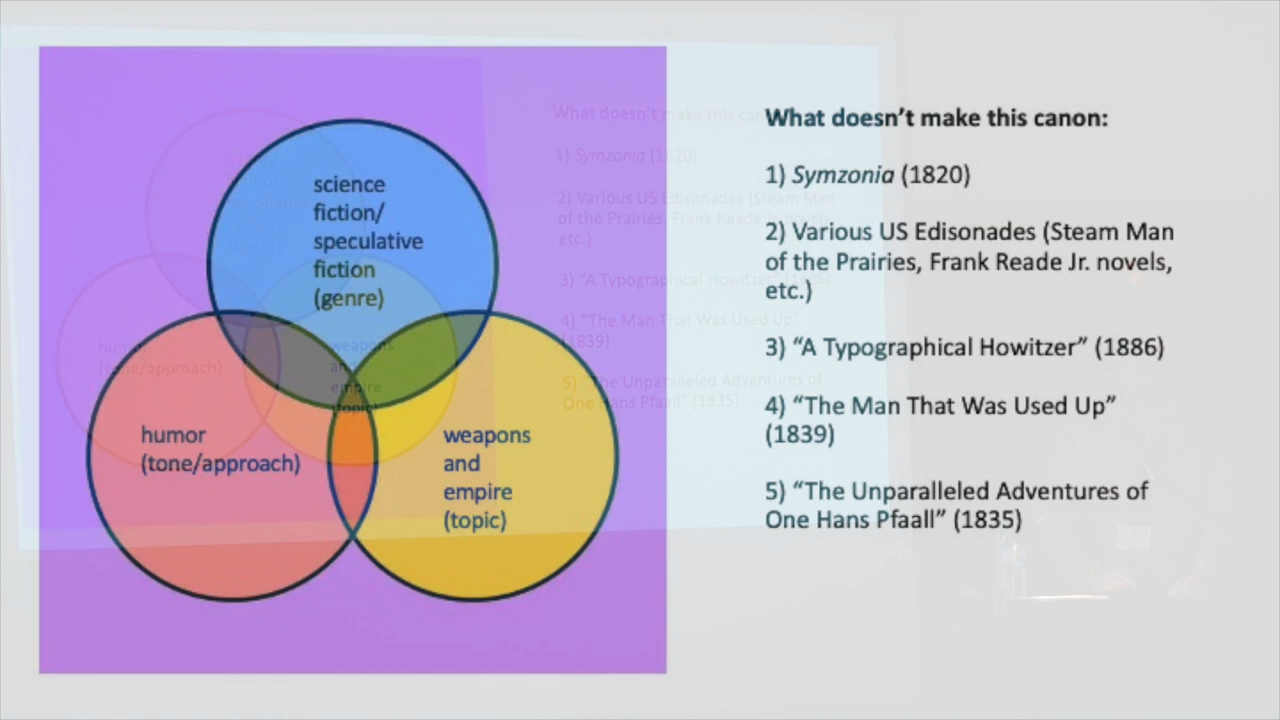 science
fiction/
speculative
fiction
(genre)
humor
(tone/approach)
weapons
and
empire
(topic)
What doesn't make this canon:
1) Symzonia (1820)
2) Various US Edisonades (Steam Man
of the Prairies, Frank Reade Jr. novels,
etc.)
3) “A Typographical Howitzer” (1886)
4) “The Man That Was Used Up”
(1839)
5) “The Unparalleled Adventures of
One Hans Pfaall” (1835)